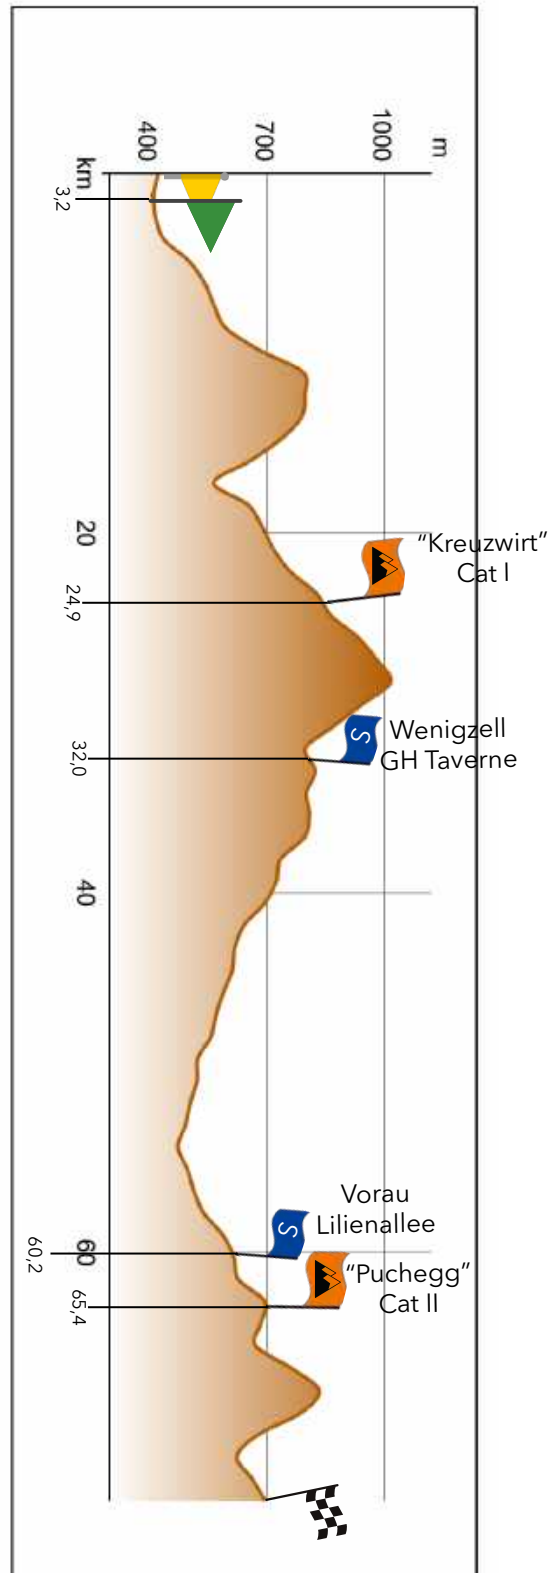 m
400
700
1000
km
3,2
20
“Kreuzwirt”
Cat I
24,9
S
Wenigzell
GH Taverne
32,0
40
Vorau
Lilienallee
S
60
60,2
“Puchegg”
Cat II
65,4